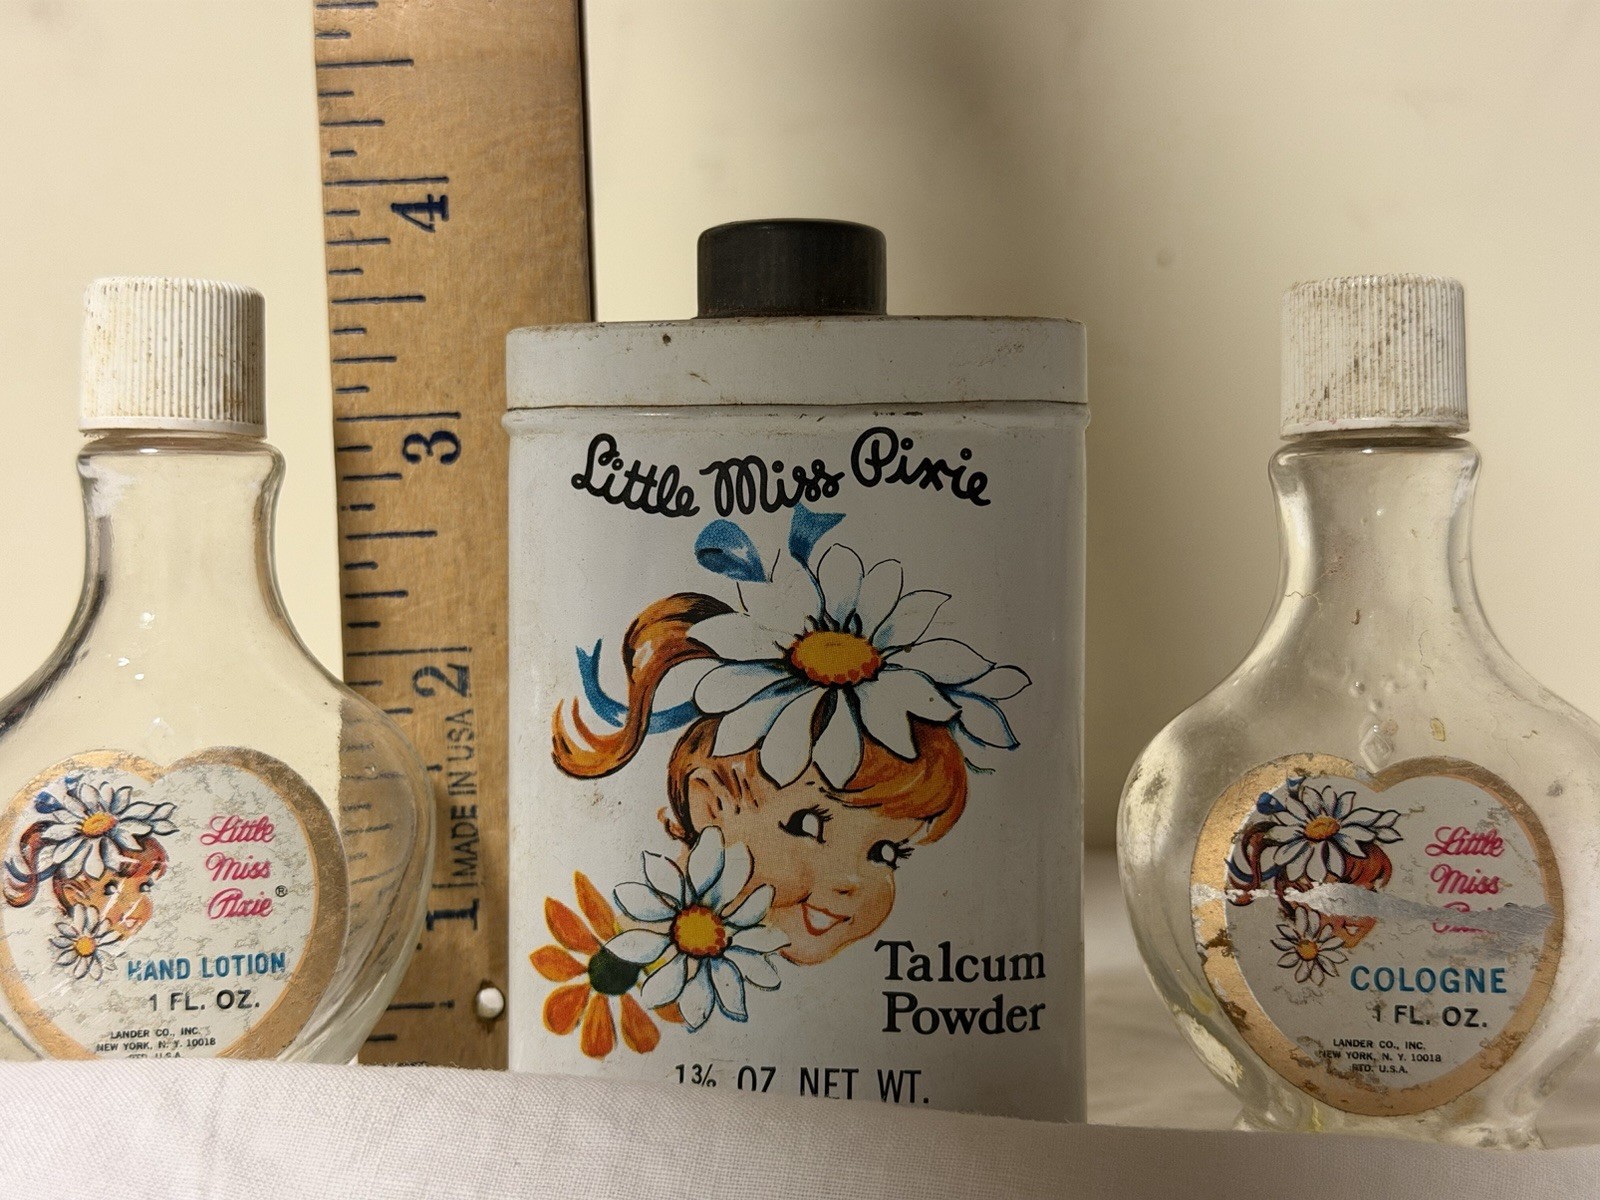 4
3
2
1
MADE IN USA
Little
Miss
Pixie®
HAND LOTION
1 FL. OZ.
LANDER CO., INC.
NEW YORK, N. Y. 10018
U.S.A.
Little Miss Pixie
Talcum
Powder
OZ NET WT.
Little
Miss
COLOGNE
1 FL. OZ.
LANDER CO., INC.
NEW YORK, N. Y. 10018
RTD. U.S.A.